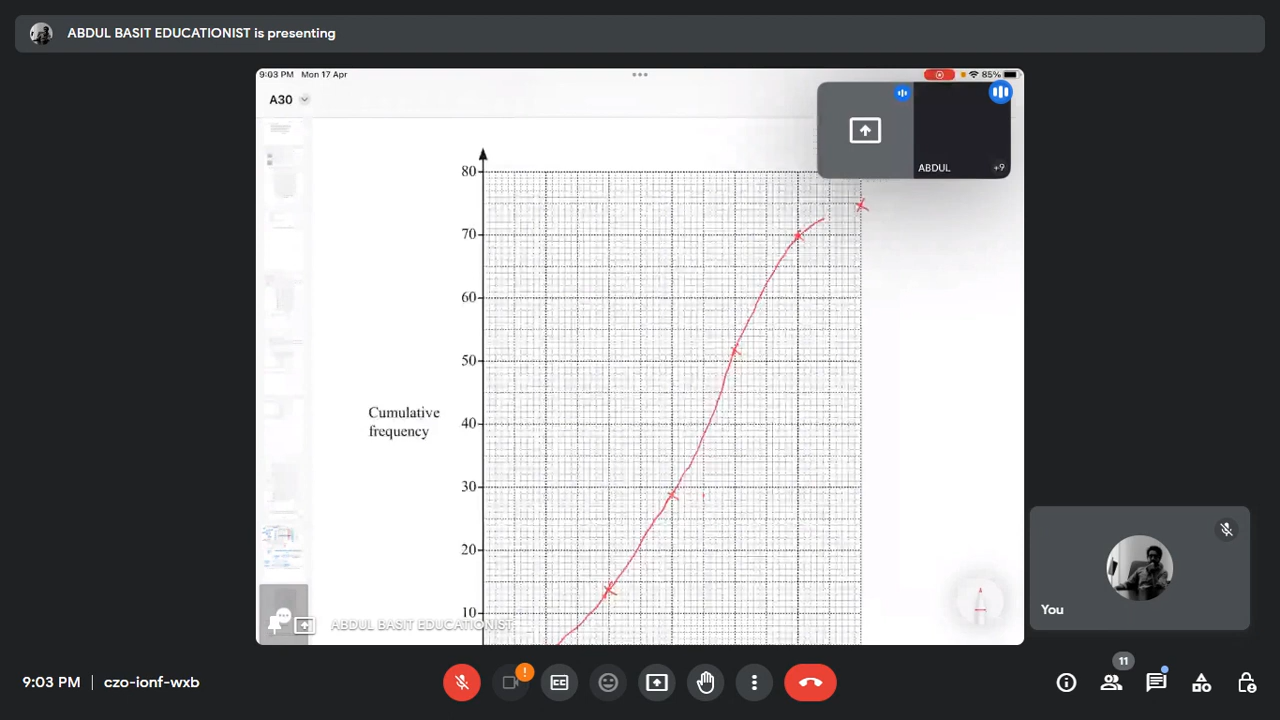 ABDUL BASIT EDUCATIONIST is presenting
9:03 PM Mon 17 Apr
85%
A30
ABDUL
+9
80
70
60
50
Cumulative
frequency
40
30
20
10
ABDUL BASIT EDUCATIONIST
You
9:03 PM
czo-ionf-wxb
CC
11